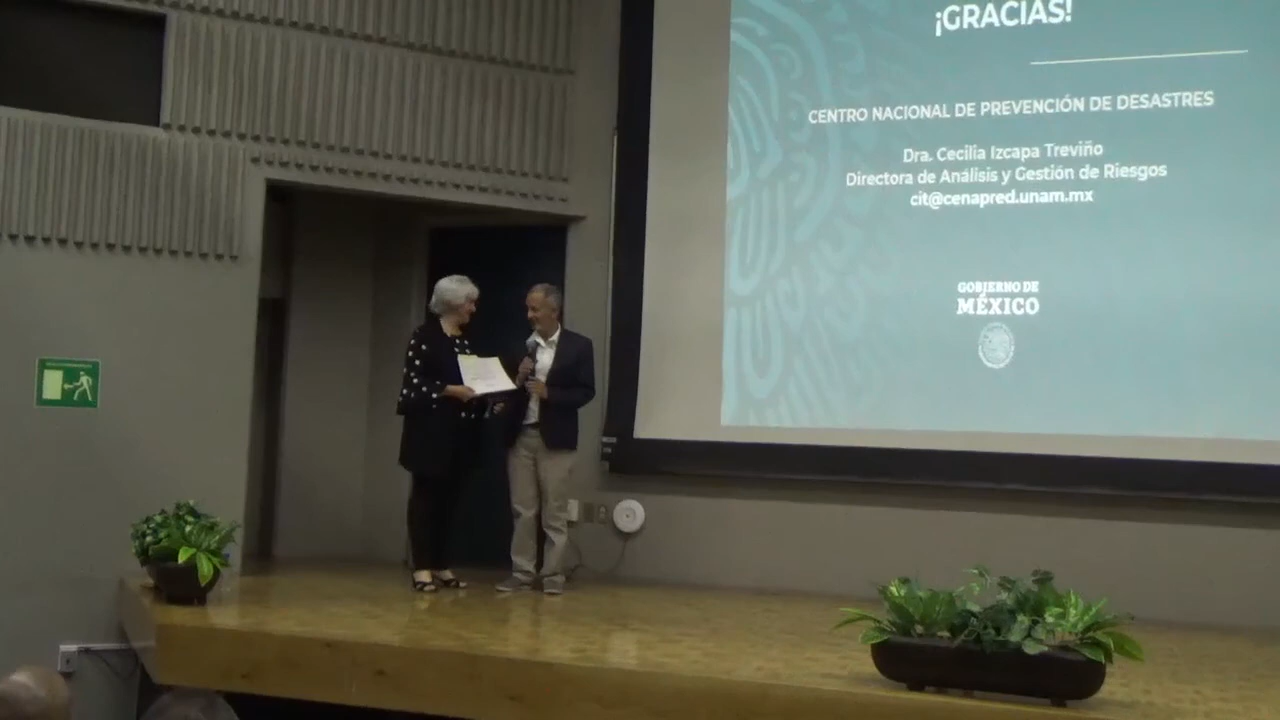 ¡GRACIAS!
CENTRO NACIONAL DE PREVENCIÓN DE DESASTRES
Dra. Cecilia Izcapa Treviño
Directora de Análisis y Gestión de Riesgos
cit@cenapred.unam.mx
GOBIERNO DE
MÉXICO